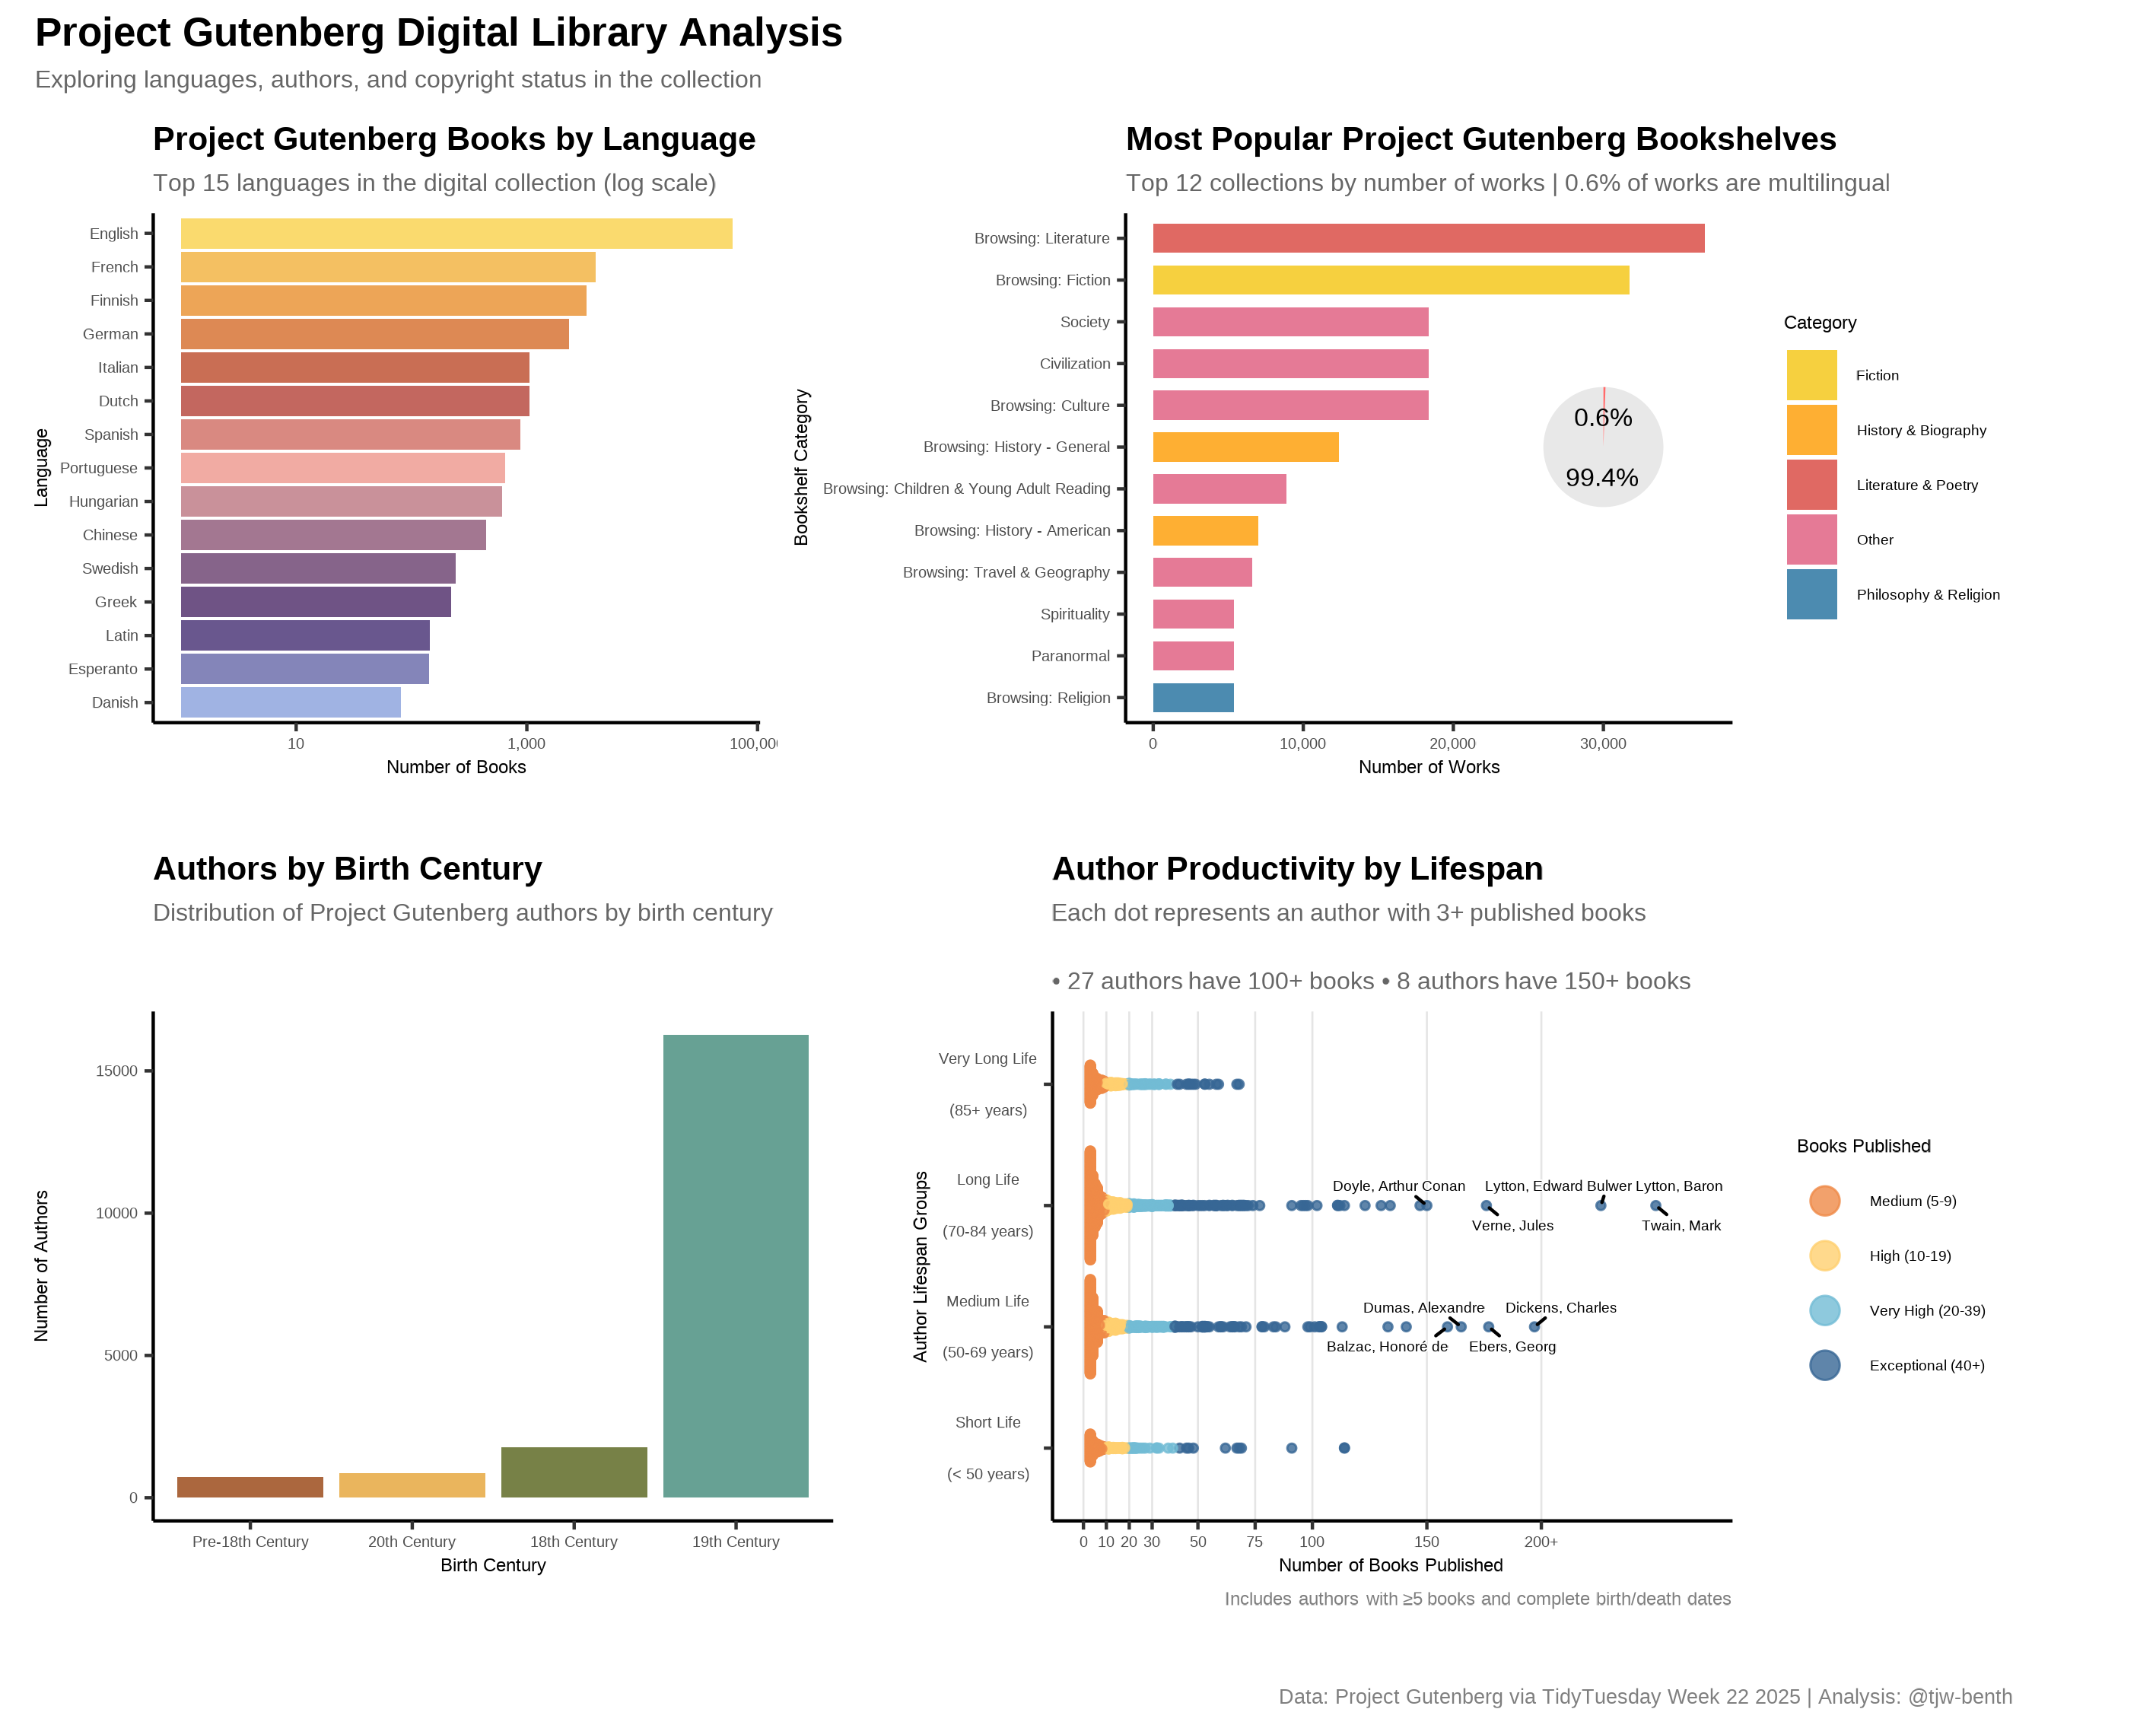 Project Gutenberg Digital Library Analysis
Exploring languages, authors, and copyright status in the collection
Project Gutenberg Books by Language
Top 15 languages in the digital collection (log scale)
Language
English
French
Finnish
German
Italian
Dutch
Spanish
Portuguese
Hungarian
Chinese
Swedish
Greek
Latin
Esperanto
Danish
10
1,000
100,00
Number of Books
Most Popular Project Gutenberg Bookshelves
Top 12 collections by number of works | 0.6% of works are multilingual
Bookshelf Category
Browsing: Literature
Browsing: Fiction
Society
Civilization
Browsing: Culture
Browsing: History - General
Browsing: Children & Young Adult Reading
Browsing: History - American
Browsing: Travel & Geography
Spirituality
Paranormal
Browsing: Religion
0.6%
99.4%
0
10,000
20,000
30,000
Number of Works
Category
Fiction
History & Biography
Literature & Poetry
Other
Philosophy & Religion
Authors by Birth Century
Distribution of Project Gutenberg authors by birth century
Number of Authors
15000
10000
5000
0
Pre-18th Century
20th Century
18th Century
19th Century
Birth Century
Author Productivity by Lifespan
Each dot represents an author with 3+ published books
• 27 authors have 100+ books • 8 authors have 150+ books
Author Lifespan Groups
Very Long Life
(85+ years)
Long Life
(70-84 years)
Medium Life
(50-69 years)
Short Life
(< 50 years)
Doyle, Arthur Conan
Lytton, Edward Bulwer Lytton, Baron
Verne, Jules
Twain, Mark
Dumas, Alexandre
Dickens, Charles
Balzac, Honoré de
Ebers, Georg
0
10
20
30
50
75
100
150
200+
Number of Books Published
Includes authors with ≥5 books and complete birth/death dates
Books Published
Medium (5-9)
High (10-19)
Very High (20-39)
Exceptional (40+)
Data: Project Gutenberg via TidyTuesday Week 22 2025 | Analysis: @tjw-benth